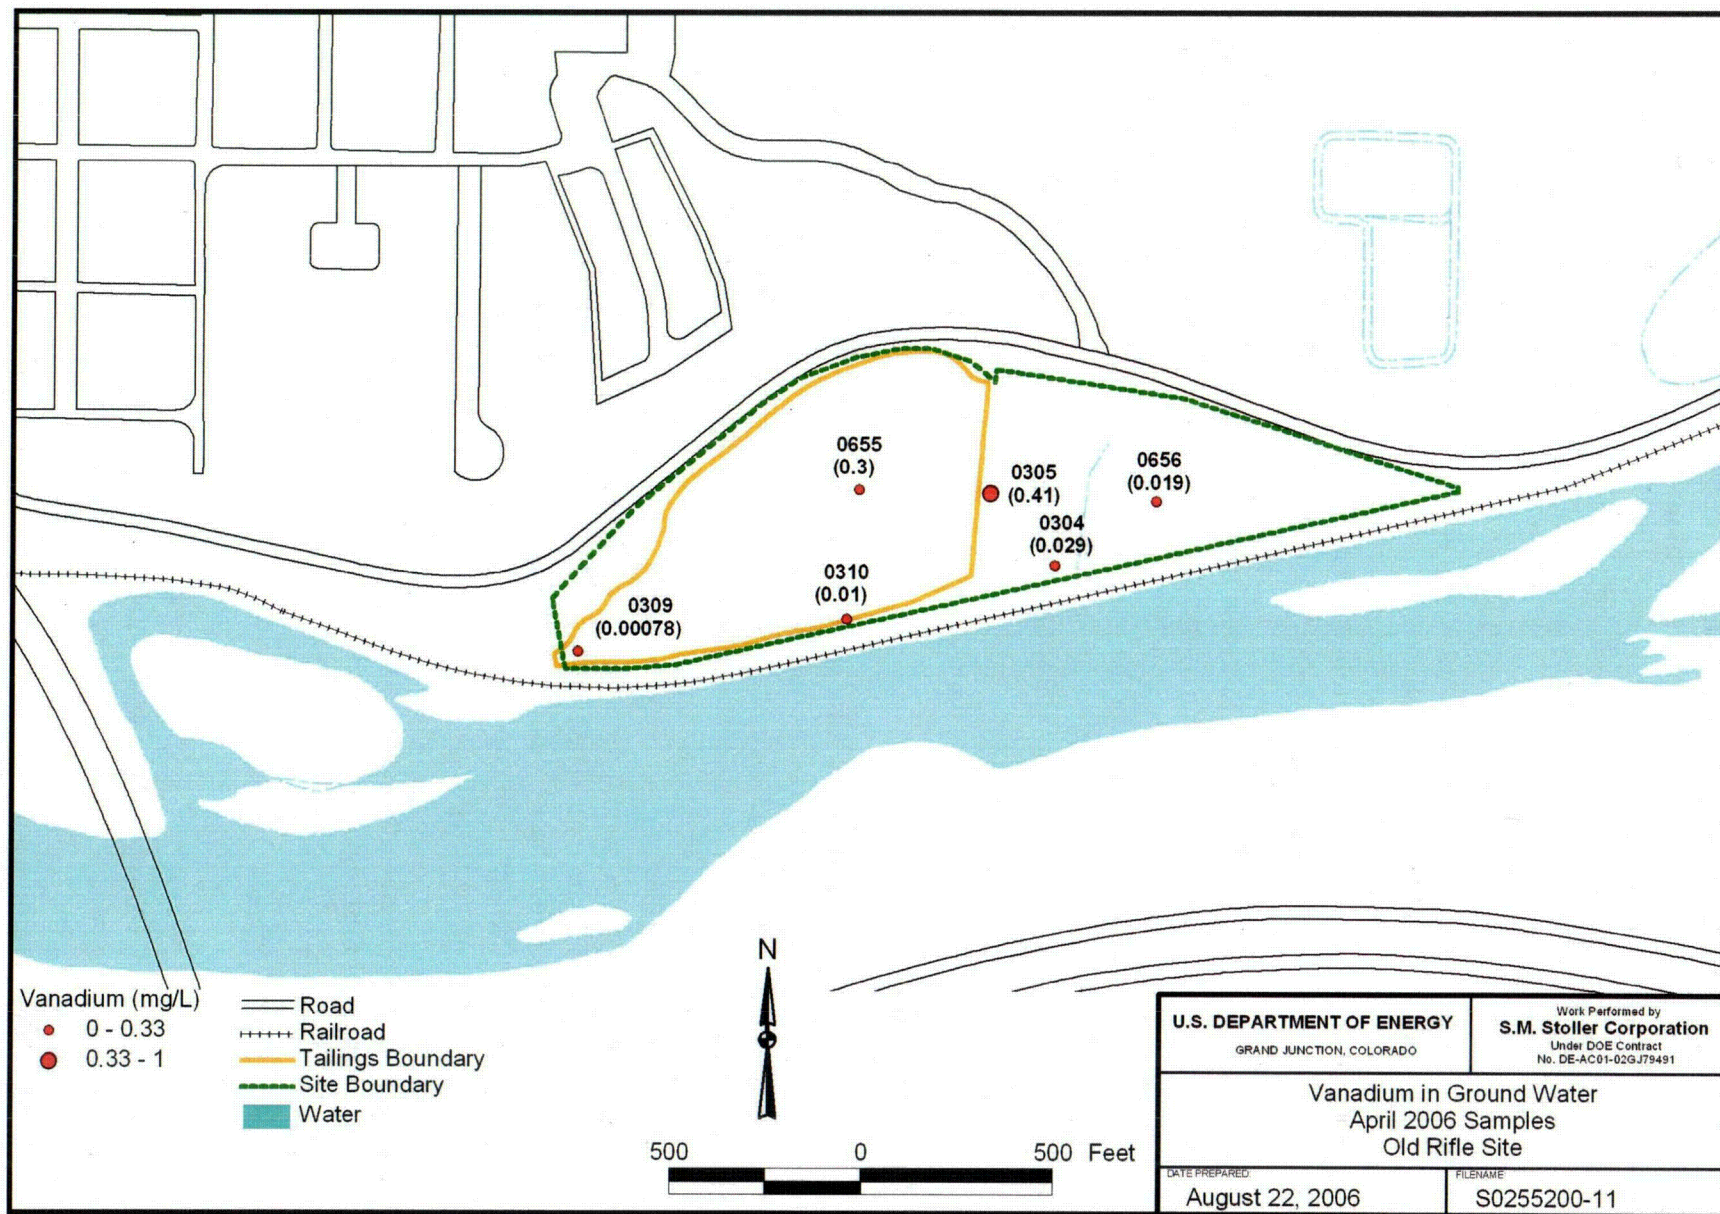 0655
(0.3)
0305
(0.41)
0656
(0.019)
0304
(0.029)
0310
(0.01)
0309
(0.00078)
N
Vanadium (mg/L)
0 - 0.33
0.33 - 1
Road
Railroad
Tailings Boundary
Site Boundary
Water
500 0 500 Feet
U.S. DEPARTMENT OF ENERGY
GRAND JUNCTION, COLORADO
Work Performed by
S.M. Stoller Corporation
Under DOE Contract
No. DE-AC01-02GJ79491
Vanadium in Ground Water
April 2006 Samples
Old Rifle Site
DATE PREPARED:
August 22, 2006
FILENAME:
S0255200-11